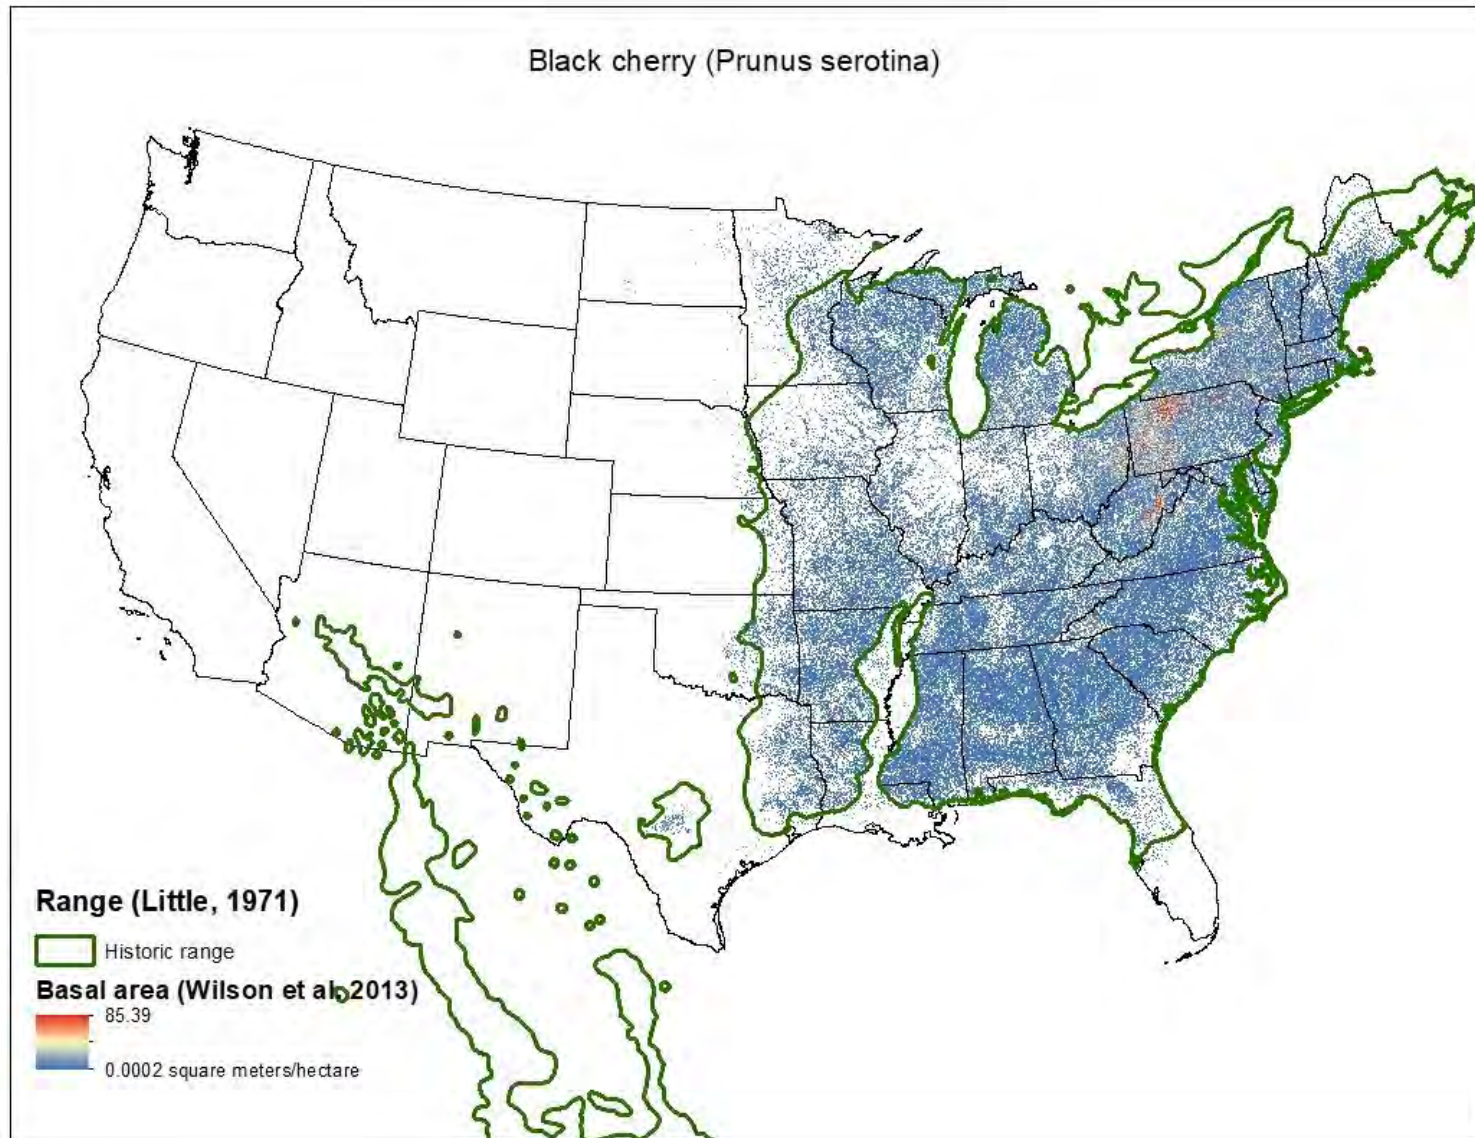 Black cherry (Prunus serotina)
Range (Little, 1971)
Historic range
Basal area (Wilson et al. 2013)
85.39
0.0002 square meters/hectare